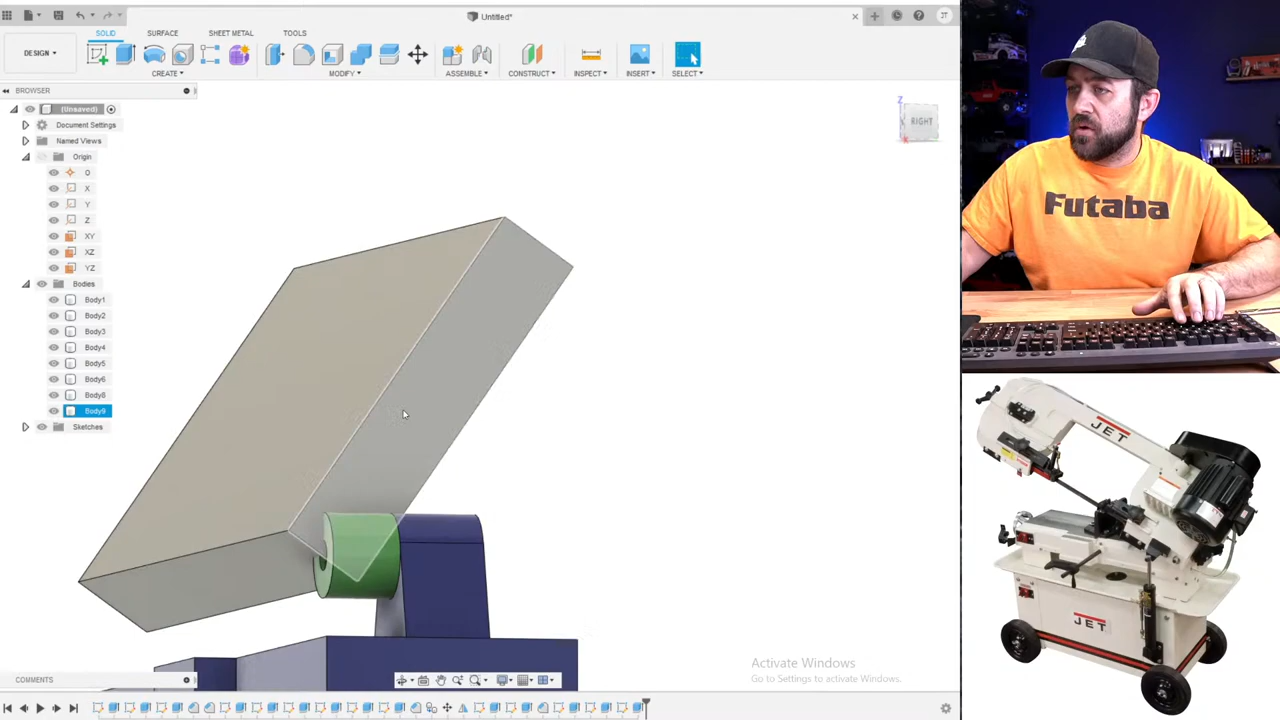 Untitled*
JT
SOLID
SURFACE
SHEET METAL
TOOLS
DESIGN
CREATE
MODIFY
ASSEMBLE
CONSTRUCT
INSPECT
INSERT
SELECT
BROWSER
(Unsaved)
Document Settings
Named Views
Origin
O
X
Y
Z
XY
XZ
YZ
Bodies
Body1
Body2
Body3
Body4
Body5
Body6
Body8
Body9
Sketches
Z
RIGHT
X
COMMENTS
Activate Windows
Go to Settings to activate Windows.
Futaba
JET
JET